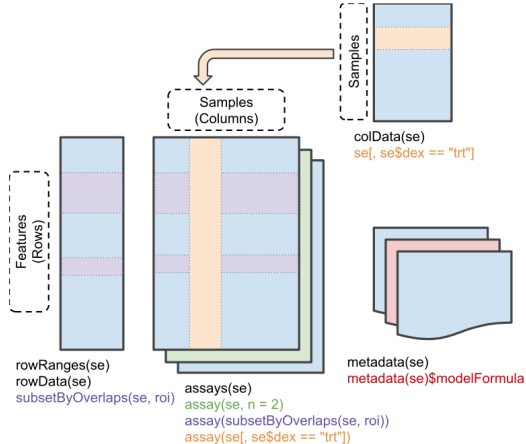 Samples
Samples
(Columns)
colData(se)
se[, se$dex == "trt"]
Features
(Rows)
rowRanges(se)
rowData(se)
subsetByOverlaps(se, roi)
assays(se)
assay(se, n = 2)
assay(subsetByOverlaps(se, roi))
assay(se[, se$dex == "trt"])
metadata(se)
metadata(se)$modelFormula